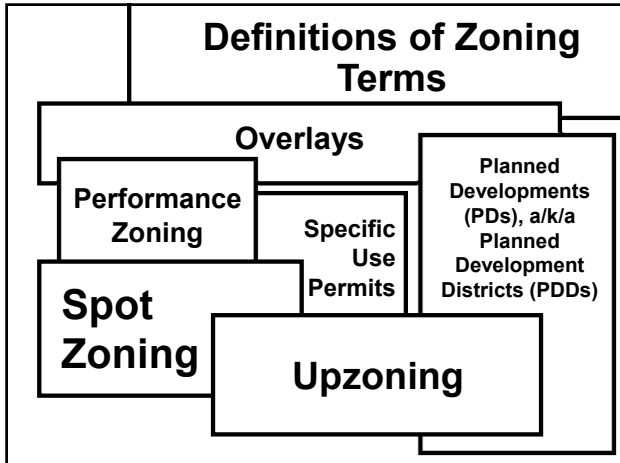 Definitions of Zoning
Terms
Overlays
Performance
Zoning
Specific
Use
Permits
Planned
Developments
(PDs), a/k/a
Planned
Development
Districts (PDDs)
Spot
Zoning
Upzoning